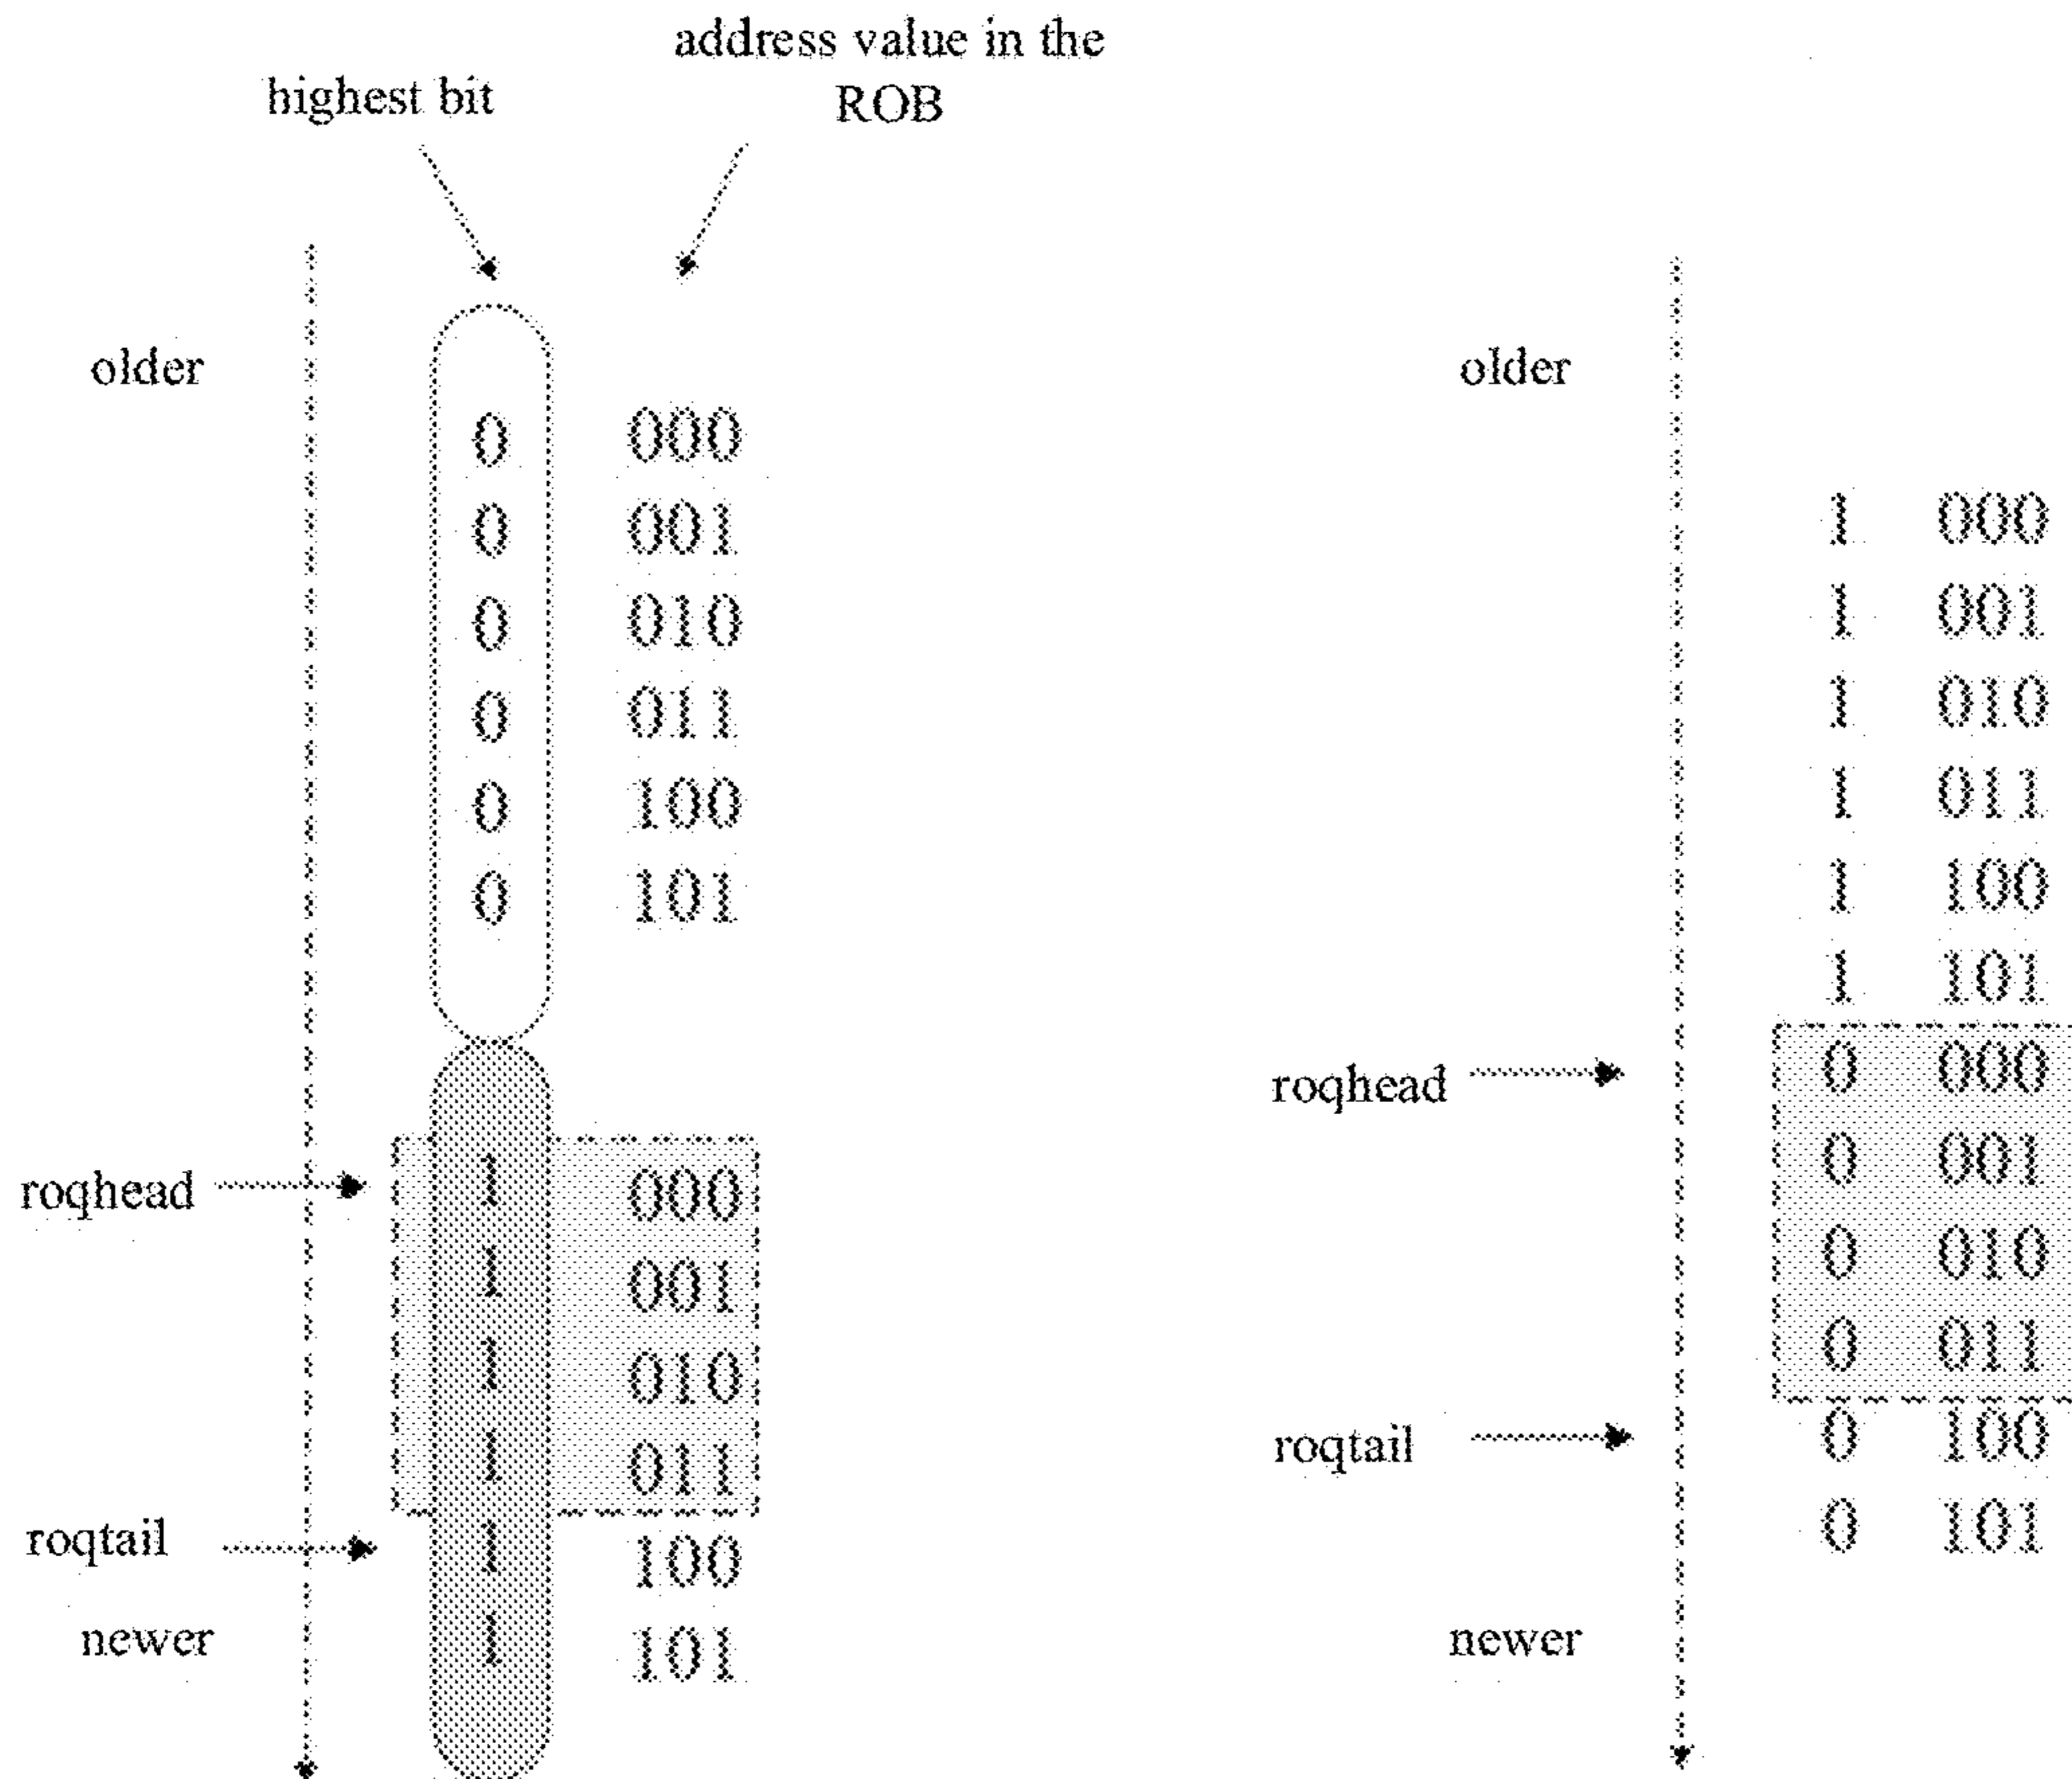 address value in the
ROB
highest bit
older
0 000
0 001
0 010
0 011
0 100
0 101
roqhead
1 000
1 001
1 010
1 011
roqtail
1 100
newer
1 101
older
1 000
1 001
1 010
1 011
1 100
1 101
roqhead
0 000
0 001
0 010
0 011
roqtail
0 100
0 101
newer